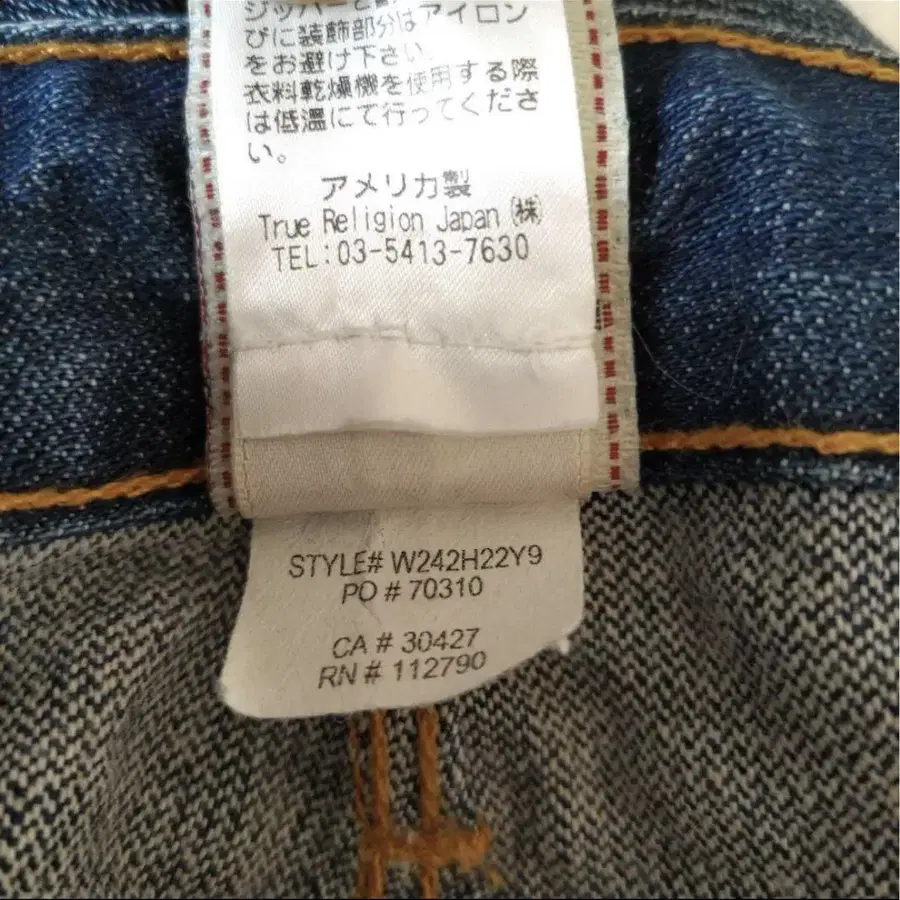 ジッパーと
びに装飾部分はアイロン
をお避け下さい。
衣料乾燥機を使用する際
は低温にて行ってくださ
い。
アメリカ製
True Religion Japan ㈱
TEL:03-5413-7630
STYLE# W242H22Y9
PO # 70310
CA # 30427
RN # 112790